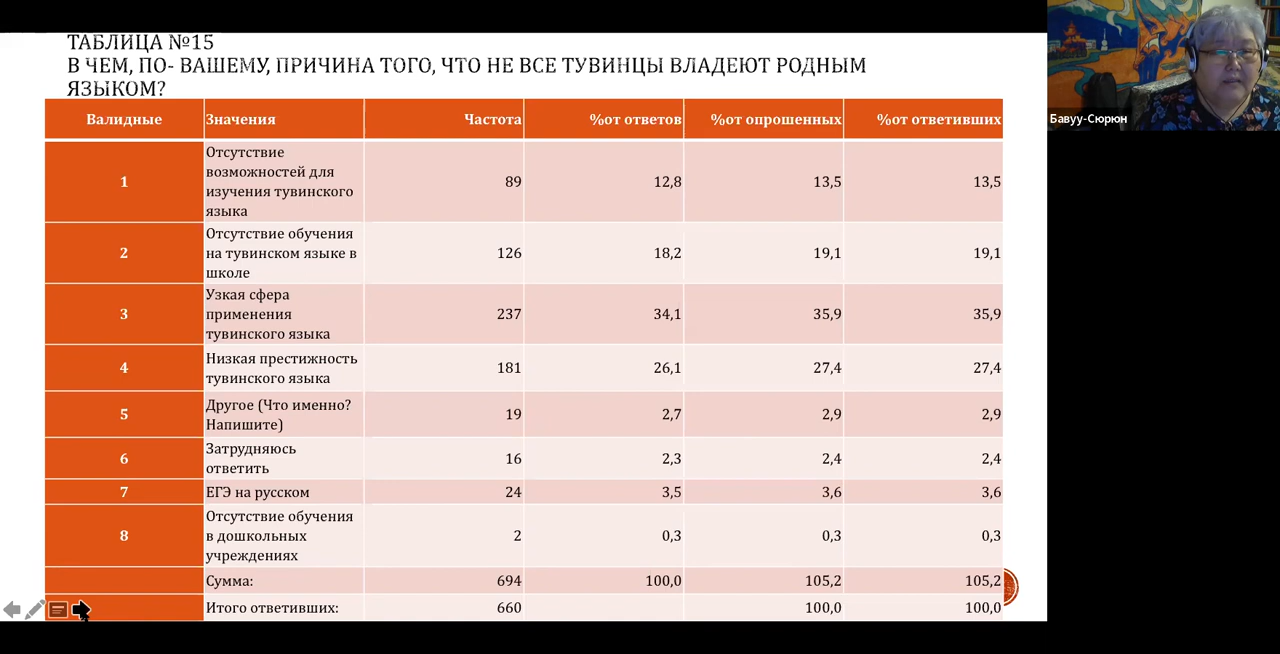 ТАБЛИЦА №15
В ЧЕМ, ПО- ВАШЕМУ, ПРИЧИНА ТОГО, ЧТО НЕ ВСЕ ТУВИНЦЫ ВЛАДЕЮТ РОДНЫМ
ЯЗЫКОМ?
Валидные Значения Частота %от ответов %от опрошенных %от ответивших
1 Отсутствие
возможностей для
изучения тувинского
языка 89 12,8 13,5 13,5
2 Отсутствие обучения
на тувинском языке в
школе 126 18,2 19,1 19,1
3 Узкая сфера
применения
тувинского языка 237 34,1 35,9 35,9
4 Низкая престижность
тувинского языка 181 26,1 27,4 27,4
5 Другое (Что именно?
Напишите) 19 2,7 2,9 2,9
6 Затрудняюсь
ответить 16 2,3 2,4 2,4
7 ЕГЭ на русском 24 3,5 3,6 3,6
8 Отсутствие обучения
в дошкольных
учреждениях 2 0,3 0,3 0,3
Сумма: 694 100,0 105,2 105,2
Итого ответивших: 660 100,0 100,0
Бавуу-Сюрюн